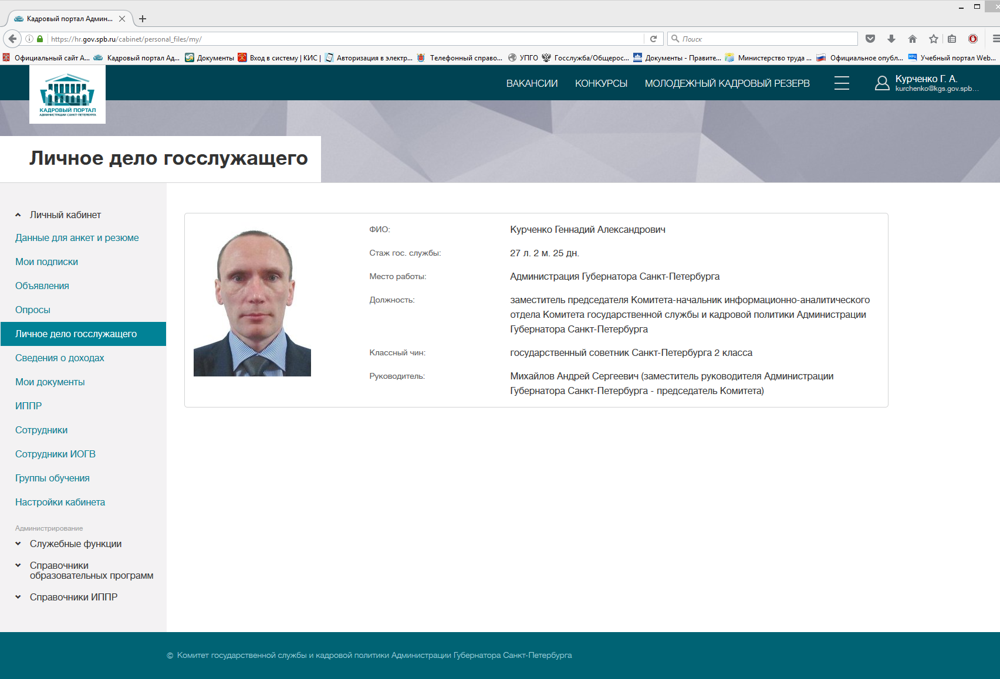 Кадровый портал Админ...
https://hr.gov.spb.ru/cabinet/personal_files/my/
Поиск
Официальный сайт А... Кадровый портал Ад... Документы Вход в систему | КИС | Авторизация в электр... Телефонный справо... УПГО Госслужба/Общерос... Документы - Правите... Министерство труда ... Официальное опубл... Учебный портал Web...
КАДРОВЫЙ ПОРТАЛ
АДМИНИСТРАЦИИ САНКТ-ПЕТЕРБУРГА
ВАКАНСИИ КОНКУРСЫ МОЛОДЕЖНЫЙ КАДРОВЫЙ РЕЗЕРВ
Курченко Г. А.
kurchenko@kgs.gov.spb...
Личное дело госслужащего
Личный кабинет
Данные для анкет и резюме
Мои подписки
Объявления
Опросы
Личное дело госслужащего
Сведения о доходах
Мои документы
ИППР
Сотрудники
Сотрудники ИОГВ
Группы обучения
Настройки кабинета
Администрирование
Служебные функции
Справочники
образовательных программ
Справочники ИППР
ФИО: Курченко Геннадий Александрович
Стаж гос. службы: 27 л. 2 м. 25 дн.
Место работы: Администрация Губернатора Санкт-Петербурга
Должность: заместитель председателя Комитета-начальник информационно-аналитического
отдела Комитета государственной службы и кадровой политики Администрации
Губернатора Санкт-Петербурга
Классный чин: государственный советник Санкт-Петербурга 2 класса
Руководитель: Михайлов Андрей Сергеевич (заместитель руководителя Администрации
Губернатора Санкт-Петербурга - председатель Комитета)
© Комитет государственной службы и кадровой политики Администрации Губернатора Санкт-Петербурга